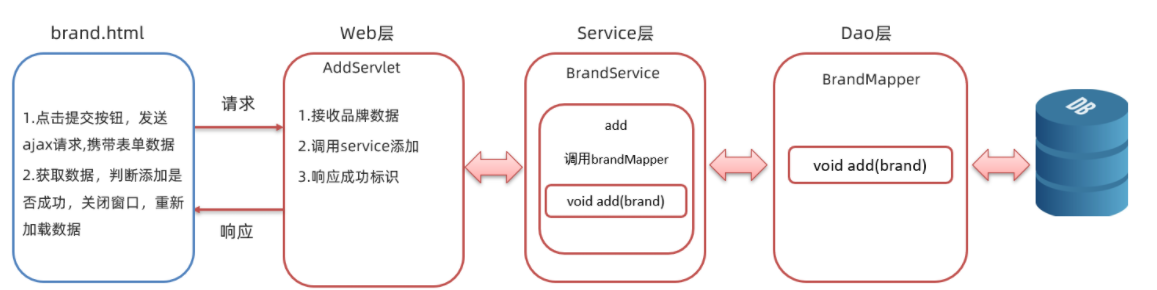 brand.html
1.点击提交按钮，发送
ajax请求,携带表单数据
2.获取数据，判断添加是
否成功，关闭窗口，重新
加载数据
请求
响应
Web层
AddServlet
1.接收品牌数据
2.调用service添加
3.响应成功标识
Service层
BrandService
add
调用brandMapper
void add(brand)
Dao层
BrandMapper
void add(brand)
DB